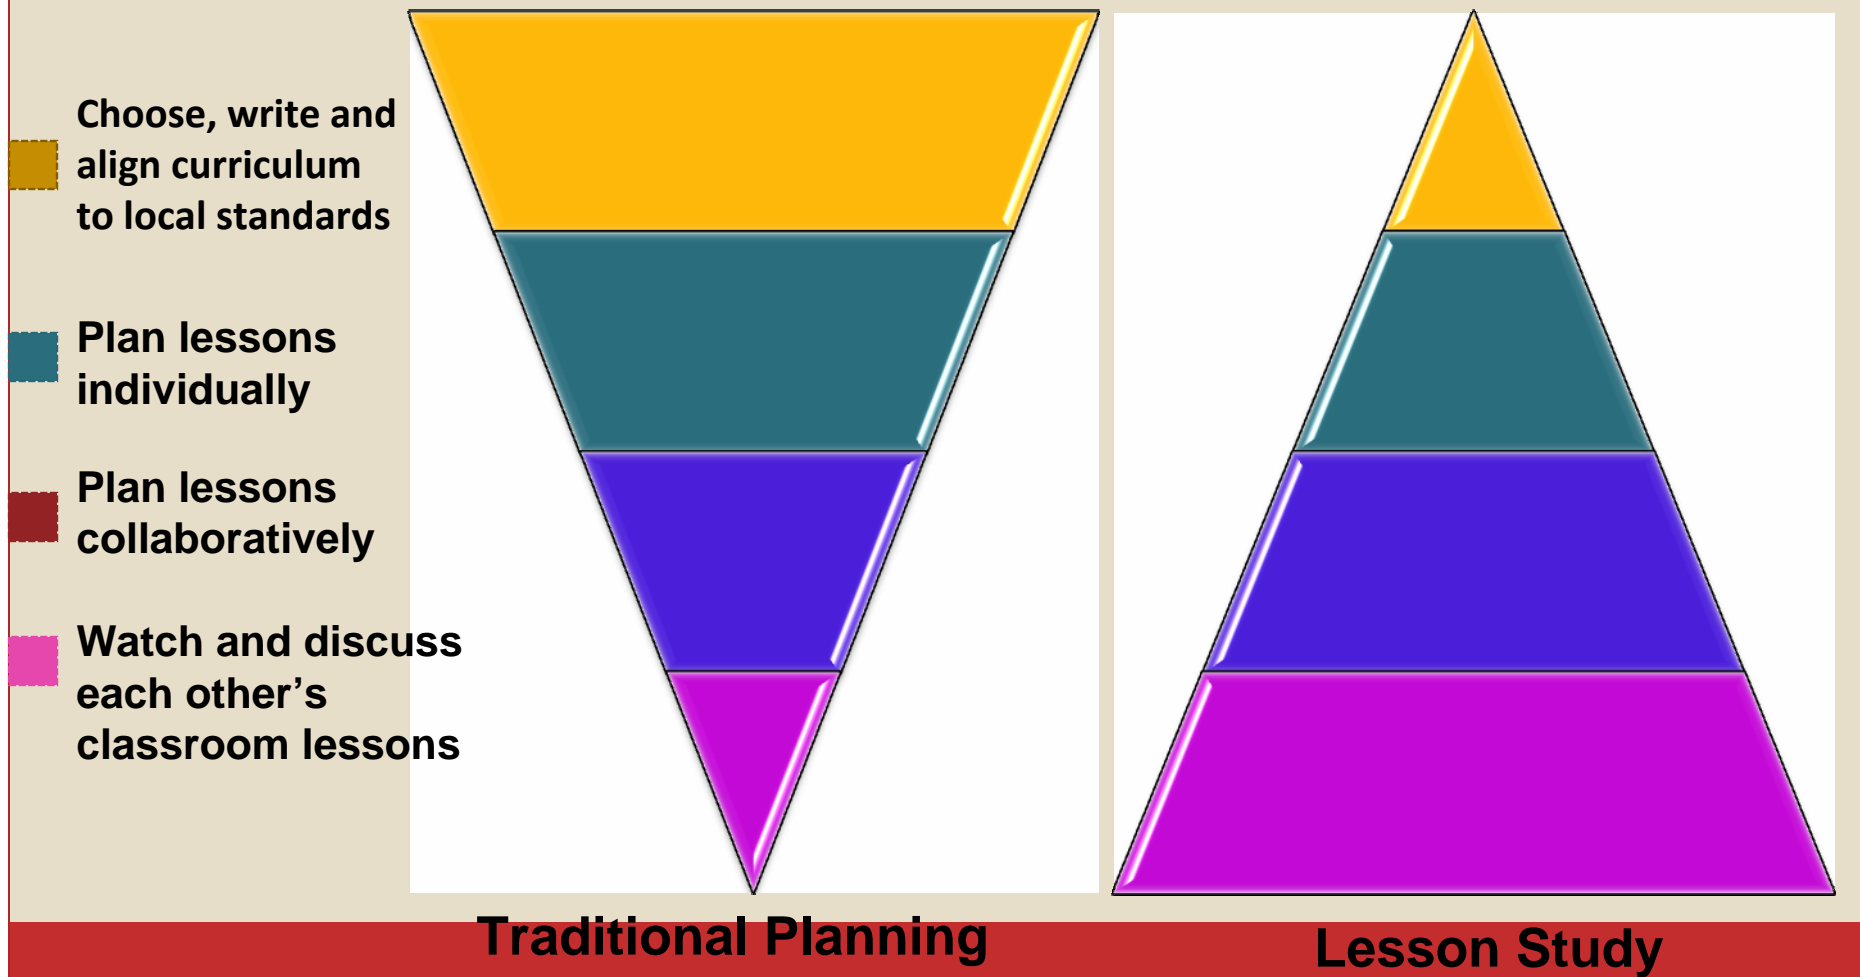 Choose, write and
align curriculum
to local standards
Plan lessons
individually
Plan lessons
collaboratively
Watch and discuss
each other’s
classroom lessons
Traditional Planning
Lesson Study